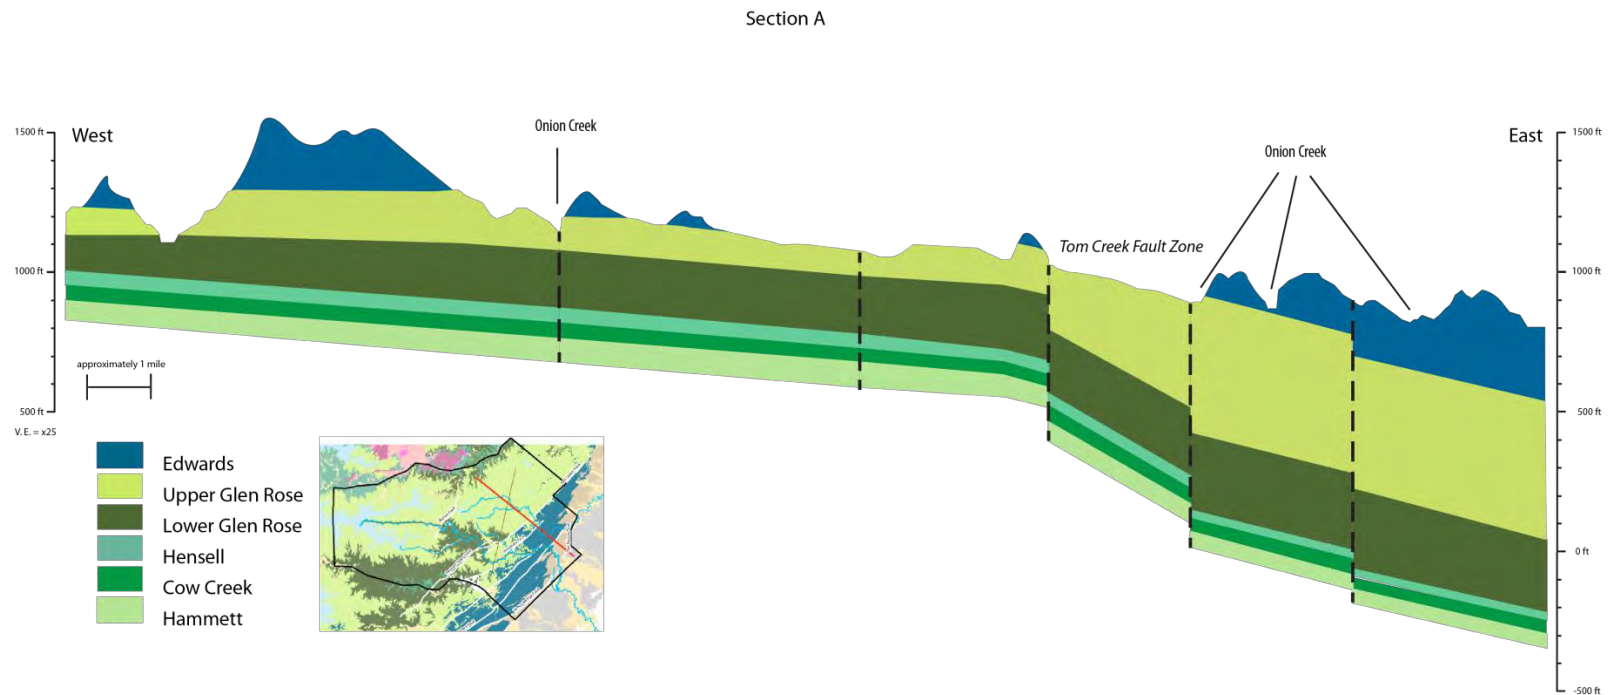 Section A
1500 ft
West
Onion Creek
East
1500 ft
Onion Creek
Tom Creek Fault Zone
1000 ft
1000 ft
approximately 1 mile
500 ft
500 ft
V.E. = x25
Edwards
Upper Glen Rose
Lower Glen Rose
Hensell
Cow Creek
Hammett
0 ft
-500 ft